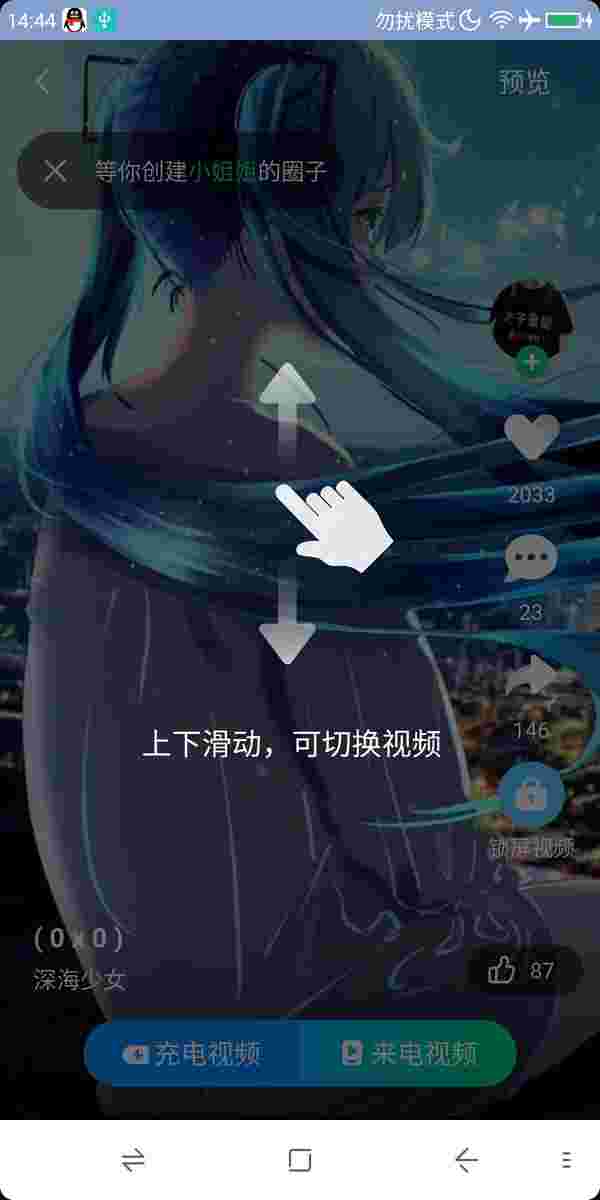 14:44
勿扰模式
预览
等你创建小姐姐的圈子
2033
23
146
上下滑动，可切换视频
锁屏视频
( 0 x 0 )
深海少女
87
充电视频
来电视频